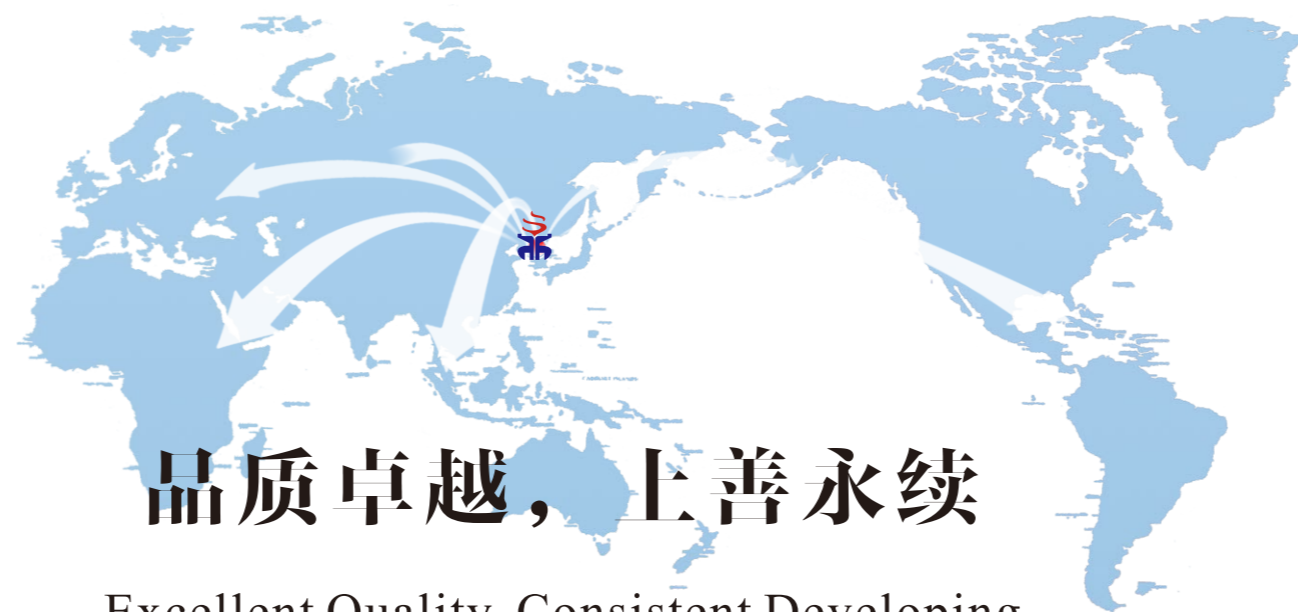 品质卓越，上善永续
Excellent Quality, Consistent Developing